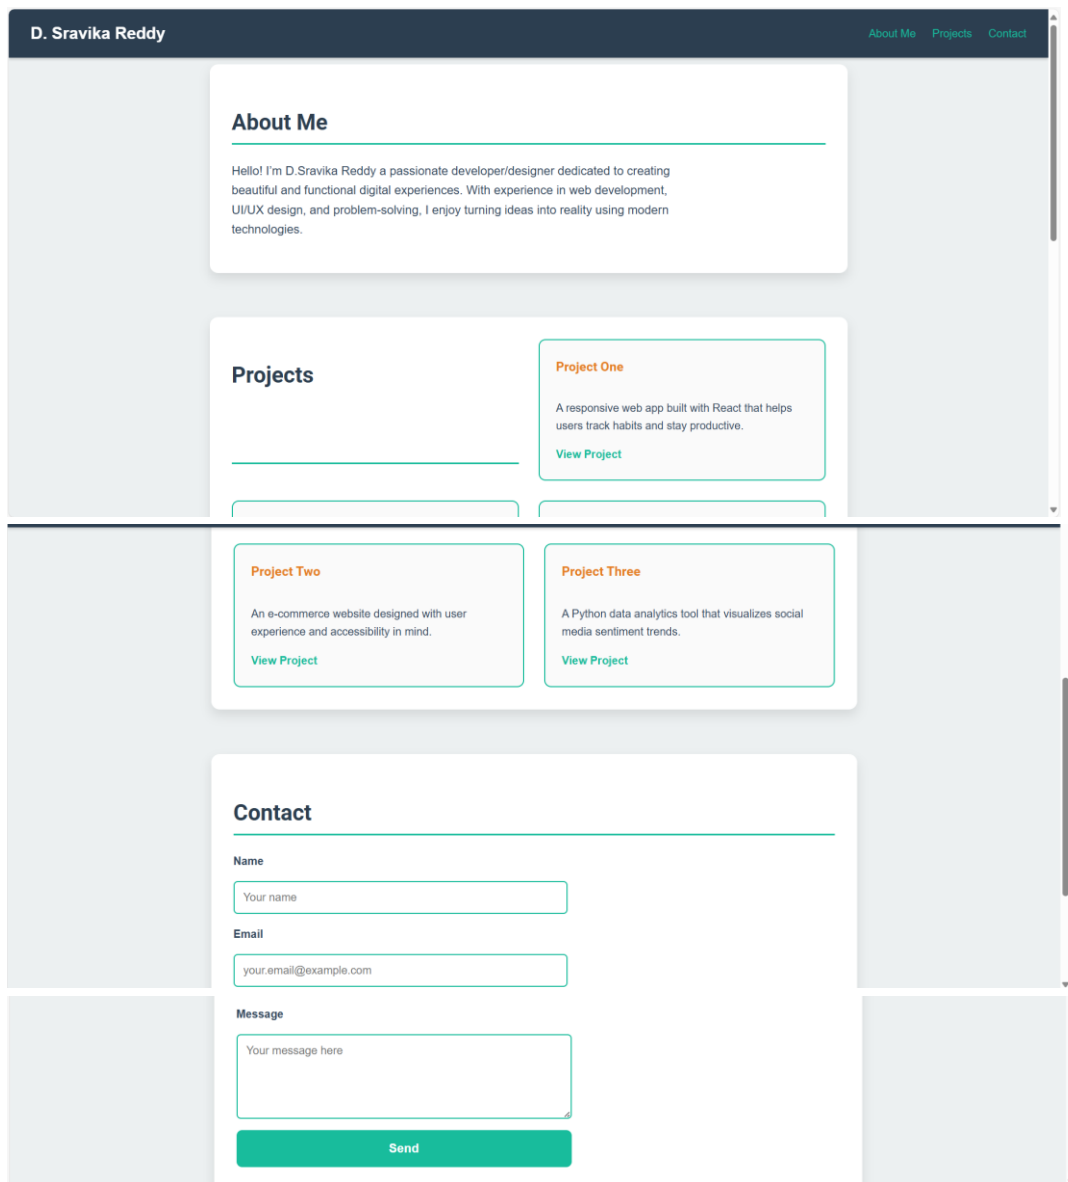 D. Sravika Reddy
About Me Projects Contact
About Me
Hello! I'm D.Sravika Reddy a passionate developer/designer dedicated to creating
beautiful and functional digital experiences. With experience in web development,
UI/UX design, and problem-solving, I enjoy turning ideas into reality using modern
technologies.
Projects
Project One
A responsive web app built with React that helps
users track habits and stay productive.
View Project
Project Two
An e-commerce website designed with user
experience and accessibility in mind.
View Project
Project Three
A Python data analytics tool that visualizes social
media sentiment trends.
View Project
Contact
Name
Your name
Email
your.email@example.com
Message
Your message here
Send